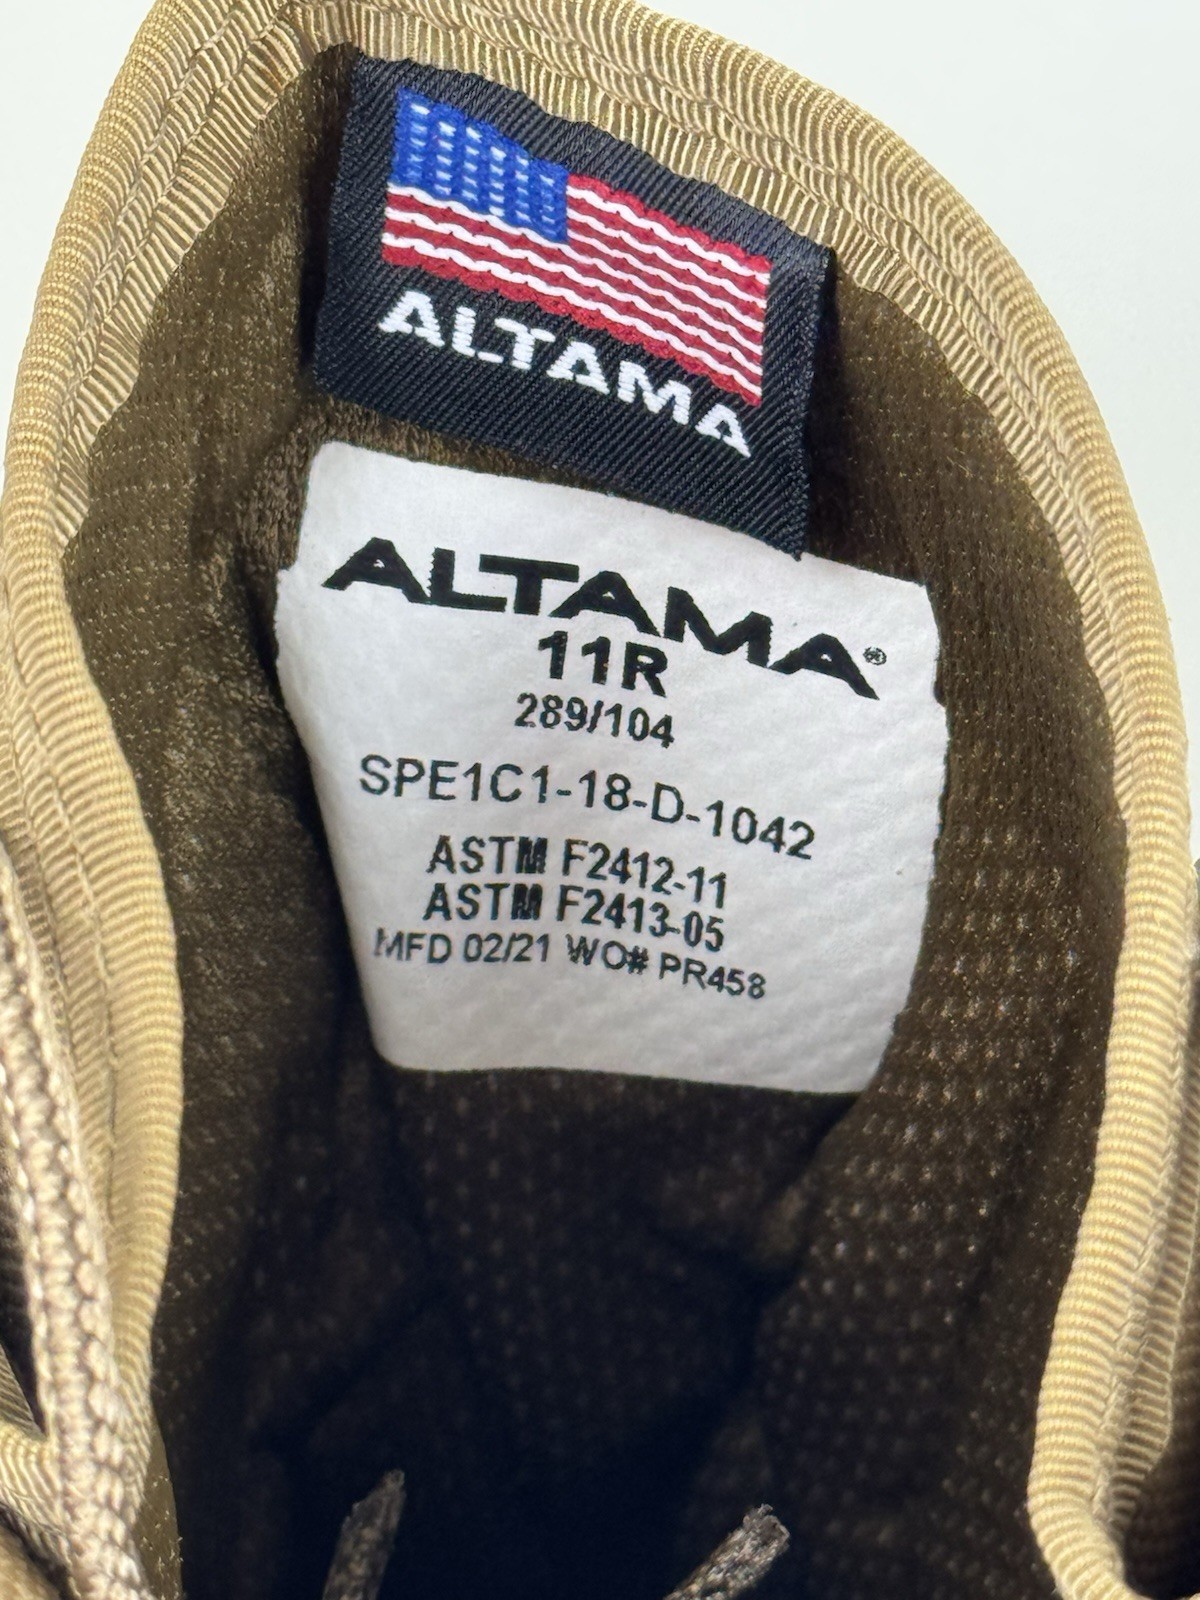 ALTAMA
ALTAMA®
11R
289/104
SPE1C1-18-D-1042
ASTM F2412-11
ASTM F2413-05
MFD 02/21 WO# PR458